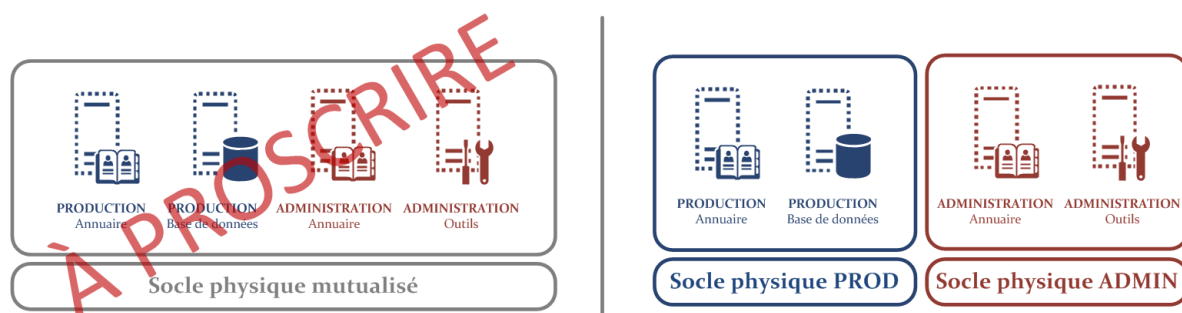 À PROSCRIRE
PRODUCTION
Annuaire
PRODUCTION
Base de données
ADMINISTRATION
Annuaire
ADMINISTRATION
Outils
Socle physique mutualisé
PRODUCTION
Annuaire
PRODUCTION
Base de données
ADMINISTRATION
Annuaire
ADMINISTRATION
Outils
Socle physique PROD
Socle physique ADMIN